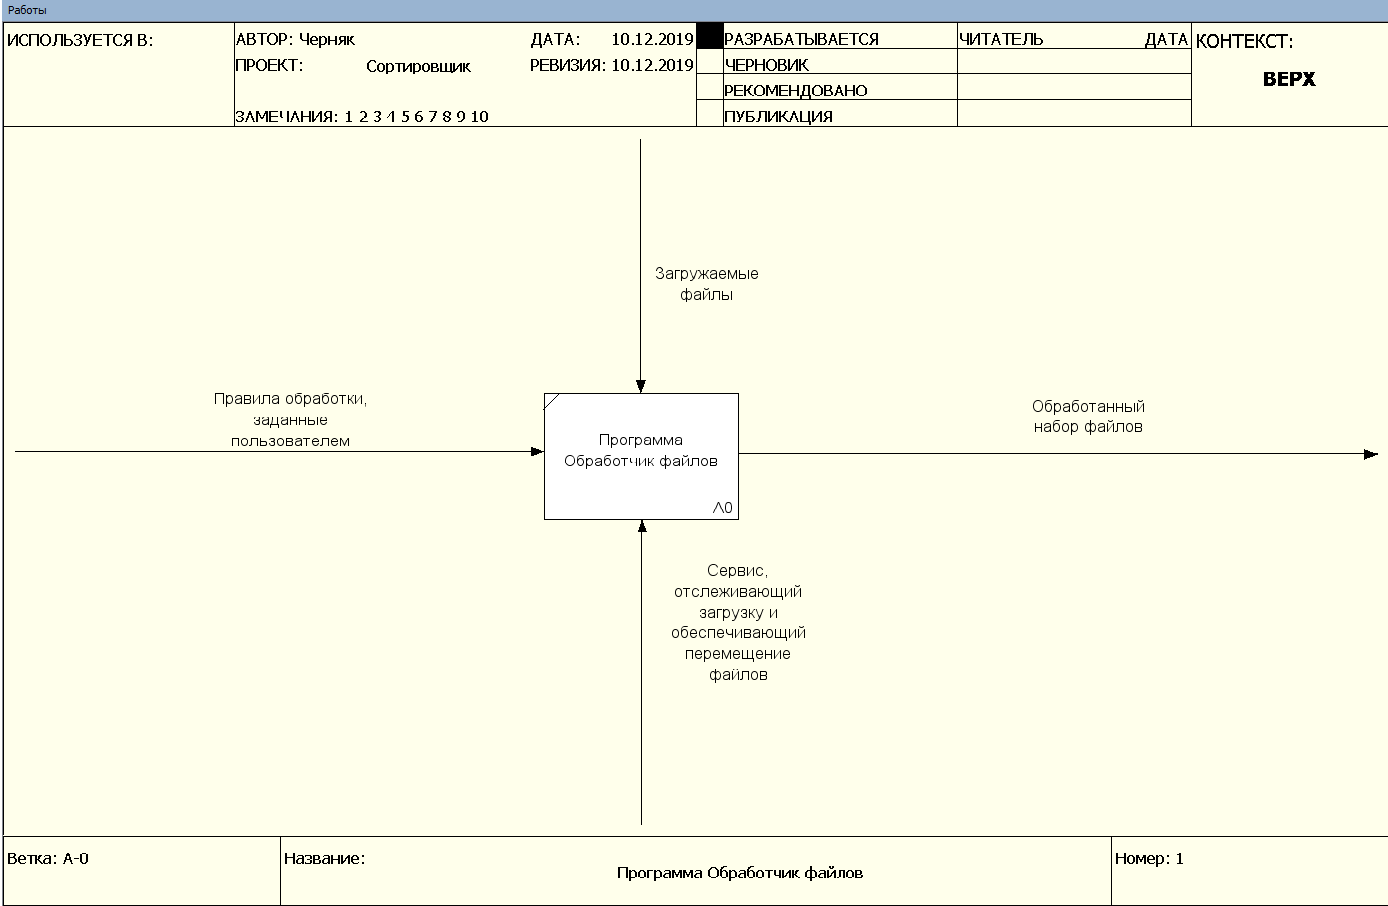 Работы
ИСПОЛЬЗУЕТСЯ В:
АВТОР: Черняк
ДАТА: 10.12.2019
ПРОЕКТ: Сортировщик
РЕВИЗИЯ: 10.12.2019
ЗАМЕЧАНИЯ: 1 2 3 4 5 6 7 8 9 10
РАЗРАБАТЫВАЕТСЯ
ЧЕРНОВИК
РЕКОМЕНДОВАНО
ПУБЛИКАЦИЯ
ЧИТАТЕЛЬ ДАТА
КОНТЕКСТ:
ВЕРХ
Загружаемые
файлы
Правила обработки,
заданные
пользователем
Программа
Обработчик файлов
A0
Обработанный
набор файлов
Сервис,
отслеживающий
загрузку и
обеспечивающий
перемещение
файлов
Ветка: A-0
Название:
Программа Обработчик файлов
Номер: 1